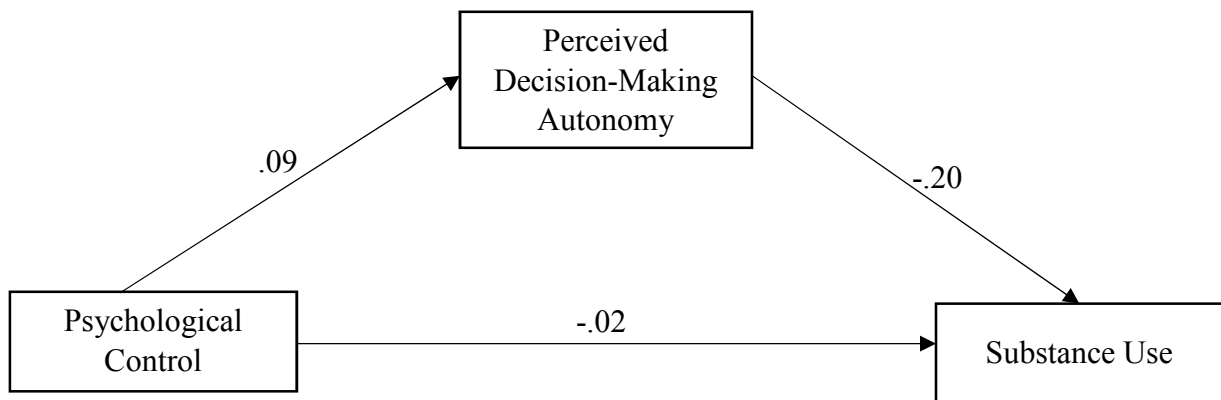 Perceived
Decision-Making
Autonomy
.09
-.20
Psychological
Control
-.02
Substance Use